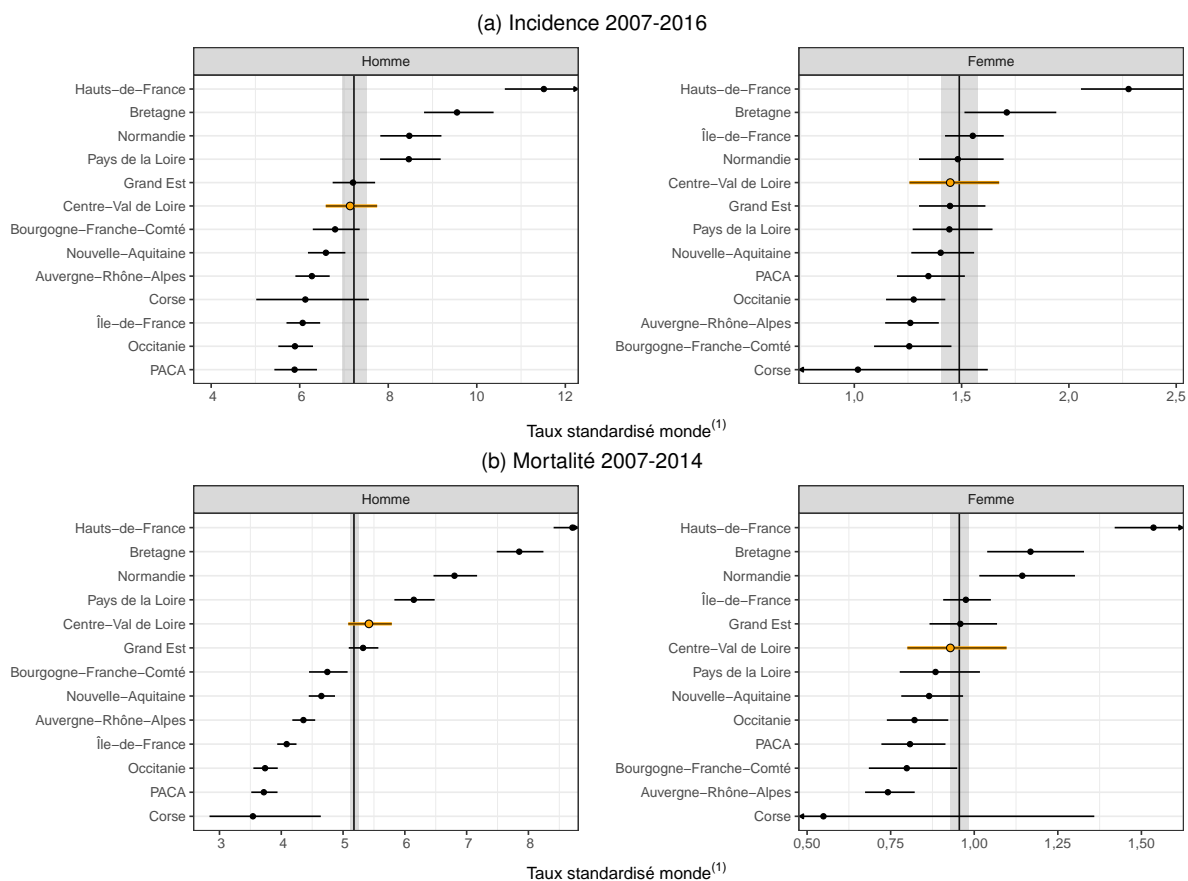 (a) Incidence 2007-2016
Homme
Hauts−de−France
Bretagne
Normandie
Pays de la Loire
Grand Est
Centre−Val de Loire
Bourgogne−Franche−Comté
Nouvelle−Aquitaine
Auvergne−Rhône−Alpes
Corse
Île−de−France
Occitanie
PACA
4 6 8 10 12
Femme
Hauts−de−France
Bretagne
Île−de−France
Normandie
Centre−Val de Loire
Grand Est
Pays de la Loire
Nouvelle−Aquitaine
PACA
Occitanie
Auvergne−Rhône−Alpes
Bourgogne−Franche−Comté
Corse
1,0 1,5 2,0 2,5
Taux standardisé monde(1)
(b) Mortalité 2007-2014
Homme
Hauts−de−France
Bretagne
Normandie
Pays de la Loire
Centre−Val de Loire
Grand Est
Bourgogne−Franche−Comté
Nouvelle−Aquitaine
Auvergne−Rhône−Alpes
Île−de−France
Occitanie
PACA
Corse
3 4 5 6 7 8
Femme
Hauts−de−France
Bretagne
Normandie
Île−de−France
Grand Est
Centre−Val de Loire
Pays de la Loire
Nouvelle−Aquitaine
Occitanie
PACA
Bourgogne−Franche−Comté
Auvergne−Rhône−Alpes
Corse
0,50 0,75 1,00 1,25 1,50
Taux standardisé monde(1)